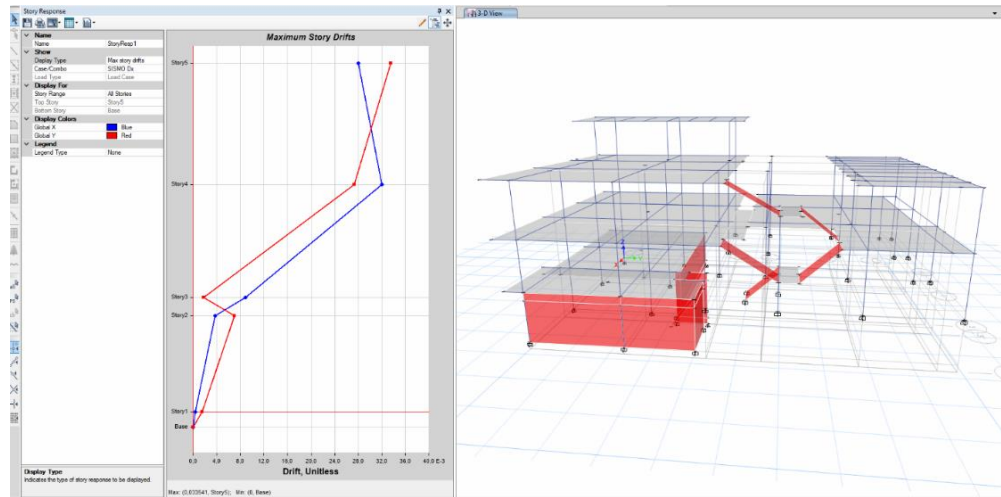 Story Response
Name
Name StoryResp1
Show
Display Type Max story drifts
Case/Combo SISMO Dx
Load Type Load Case
Display For
Story Range All Stories
Top Story Story5
Bottom Story Base
Display Colors
Global X Blue
Global Y Red
Legend
Legend Type None
Display Type
Indicates the type of story response to be displayed.
Maximum Story Drifts
Story5
Story4
Story3
Story2
Story1
Base
0,0 4,0 8,0 12,0 16,0 20,0 24,0 28,0 32,0 36,0 40,0 E-3
Drift, Unitless
Max: (0,033541, Story5); Min: (0, Base)
3-D View
Z
Y
X